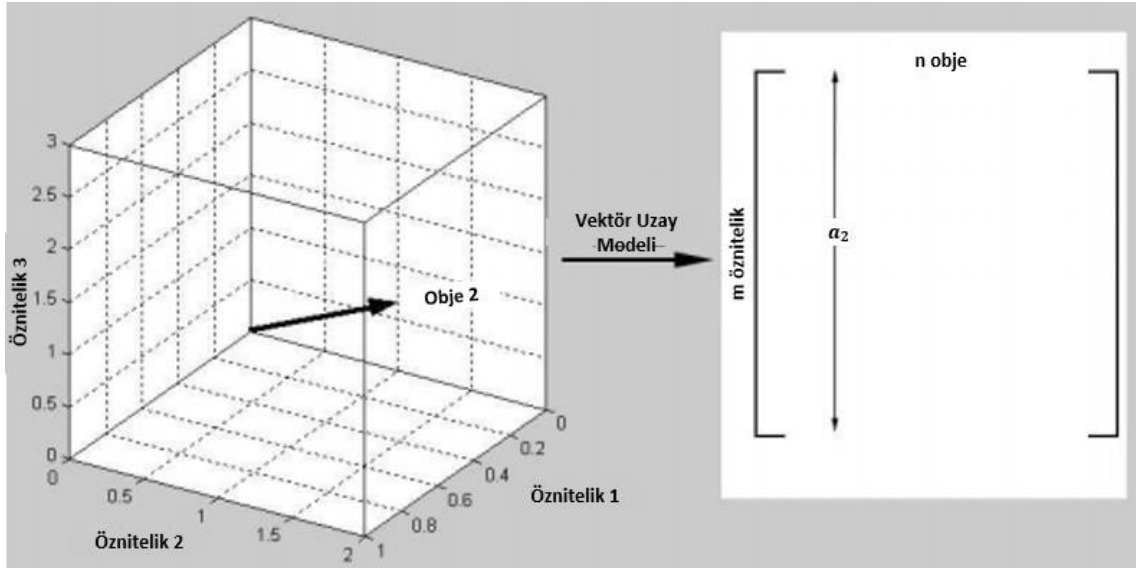 3
2.5
2
1.5
1
0.5
0
Öznitelik 3
0
0.5
1
1.5
2
Öznitelik 2
1
0.8
0.6
0.4
0.2
0
Öznitelik 1
Obje 2
Vektör Uzay
Modeli
n obje
m öznitelik
a₂